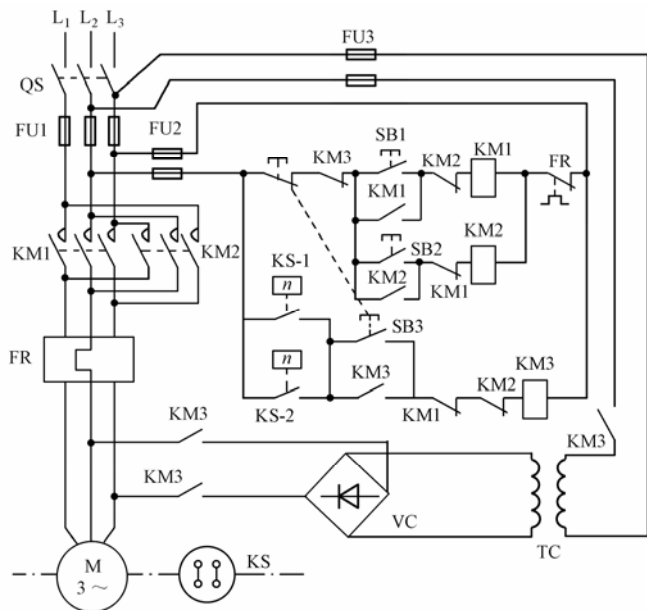 L1 L2 L3
FU3
QS
FU1
FU2
SB1
KM3
KM2
KM1
FR
KM1
KM2
KM1
KM2
KS-1
KM2
SB2
KM1
n
SB3
FR
n
KM3
KM2
KM3
KS-2
KM1
KM3
KM3
KM3
VC
TC
M
3 ~
KS